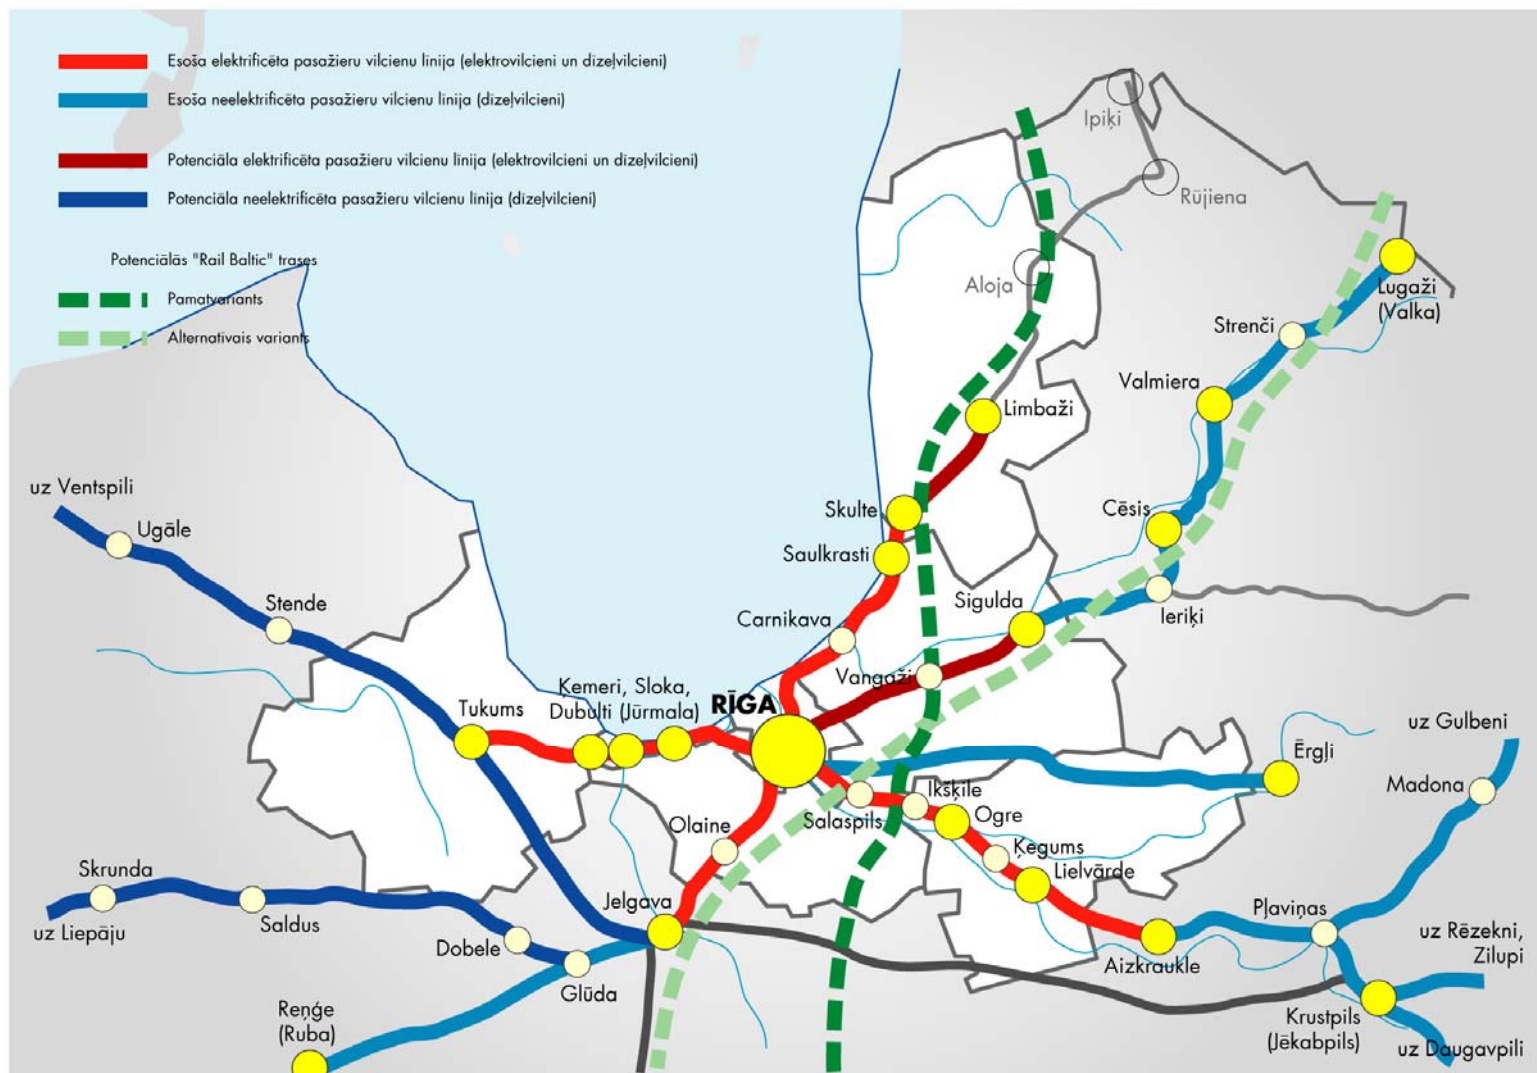 Esoša elektrificēta pasažieru vilcienu līnija (elektrovilcieni un dīzeļvilcieni)
Esoša neelektrificēta pasažieru vilcienu līnija (dīzeļvilcieni)
Potenciāla elektrificēta pasažieru vilcienu līnija (elektrovilcieni un dīzeļvilcieni)
Potenciāla neelektrificēta pasažieru vilcienu līnija (dīzeļvilcieni)
Potenciālās "Rail Baltic" trases
Pamatvariants
Alternatīvais variants
Ipiķi
Rūjiena
Aloja
Lugaži
(Valka)
Strenči
Valmiera
Limbaži
uz Ventspili
Ugāle
Skulte
Cēsis
Saulkrasti
Stende
Carnikava
Sigulda
Ieriķi
Vangaži
Tukums
Ķemeri, Sloka,
Dubulti (Jūrmala)
RĪGA
uz Gulbeni
Ērgļi
Madona
Ikšķile
Salaspils
Ogre
Olaine
Ķegums
Lielvārde
Skrunda
uz Liepāju
Saldus
Jelgava
Dobele
Glūda
Pļaviņas
Aizkraukle
uz Rēzekni,
Zilupi
Reņģe
(Ruba)
Krustpils
(Jēkabpils)
uz Daugavpili